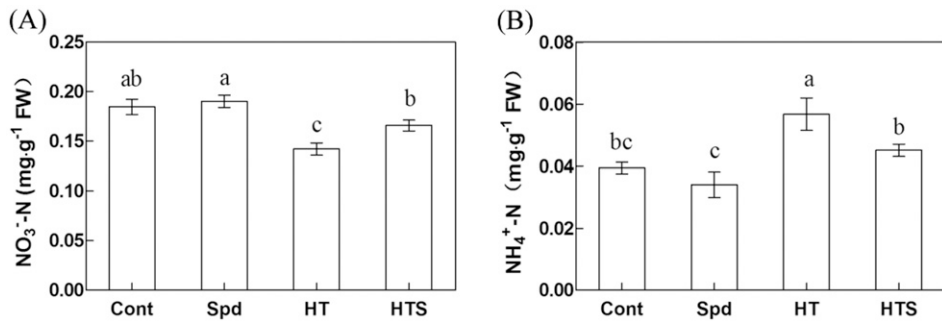 (A)
NO₃⁻-N (mg·g⁻¹ FW)
0.25
0.20
0.15
0.10
0.05
0.00
ab
a
c
b
Cont Spd HT HTS
(B)
NH₄⁺-N (mg·g⁻¹ FW)
0.08
0.06
0.04
0.02
0.00
bc
c
a
b
Cont Spd HT HTS